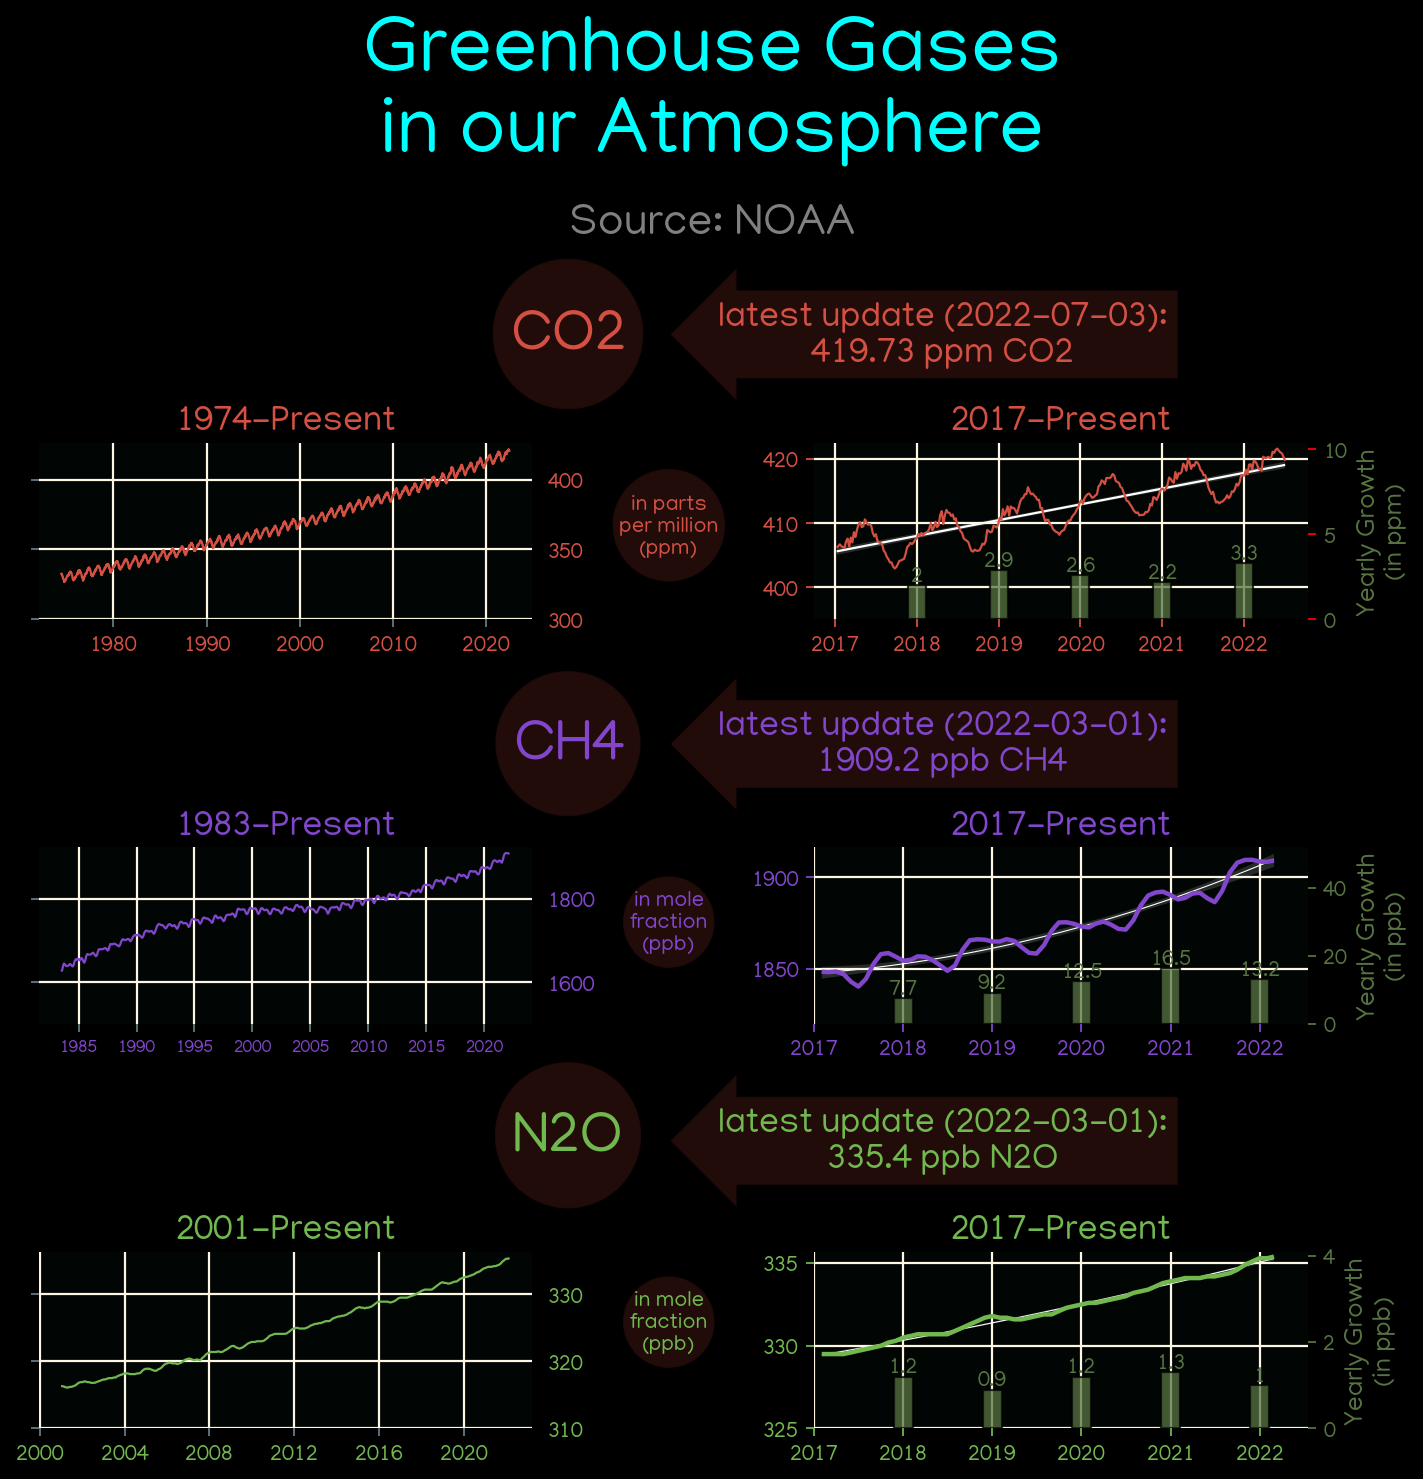 Greenhouse Gases
in our Atmosphere
Source: NOAA
CO2
latest update (2022-07-03):
419.73 ppm CO2
1974-Present
400
350
300
1980 1990 2000 2010 2020
in parts
per million
(ppm)
2017-Present
420
410
400
2 2.9 2.6 2.2 3.3
10
5
0
Yearly Growth
(in ppm)
2017 2018 2019 2020 2021 2022
CH4
latest update (2022-03-01):
1909.2 ppb CH4
1983-Present
1800
1600
1985 1990 1995 2000 2005 2010 2015 2020
in mole
fraction
(ppb)
2017-Present
1900
1850
7.7 9.2 12.5 16.5 13.2
40
20
0
Yearly Growth
(in ppb)
2017 2018 2019 2020 2021 2022
N2O
latest update (2022-03-01):
335.4 ppb N2O
2001-Present
330
320
310
2000 2004 2008 2012 2016 2020
in mole
fraction
(ppb)
2017-Present
335
330
325
1.2 0.9 1.2 1.3 1
4
2
0
Yearly Growth
(in ppb)
2017 2018 2019 2020 2021 2022